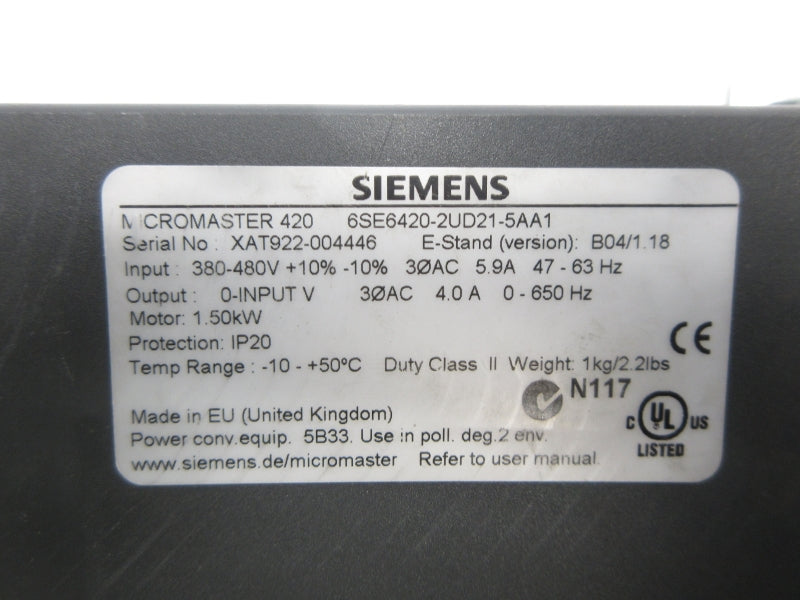 SIEMENS
MICROMASTER 420 6SE6420-2UD21-5AA1
Serial No : XAT922-004446 E-Stand (version): B04/1.18
Input : 380-480V +10% -10% 3ØAC 5.9A 47 - 63 Hz
Output : 0-INPUT V 3ØAC 4.0 A 0 - 650 Hz
Motor: 1.50kW
Protection: IP20
Temp Range : -10 - +50ºC Duty Class II Weight: 1kg/2.2lbs
CE
N117
Made in EU (United Kingdom)
C UL US
LISTED
Power conv.equip. 5B33. Use in poll. deg.2 env.
www.siemens.de/micromaster Refer to user manual.